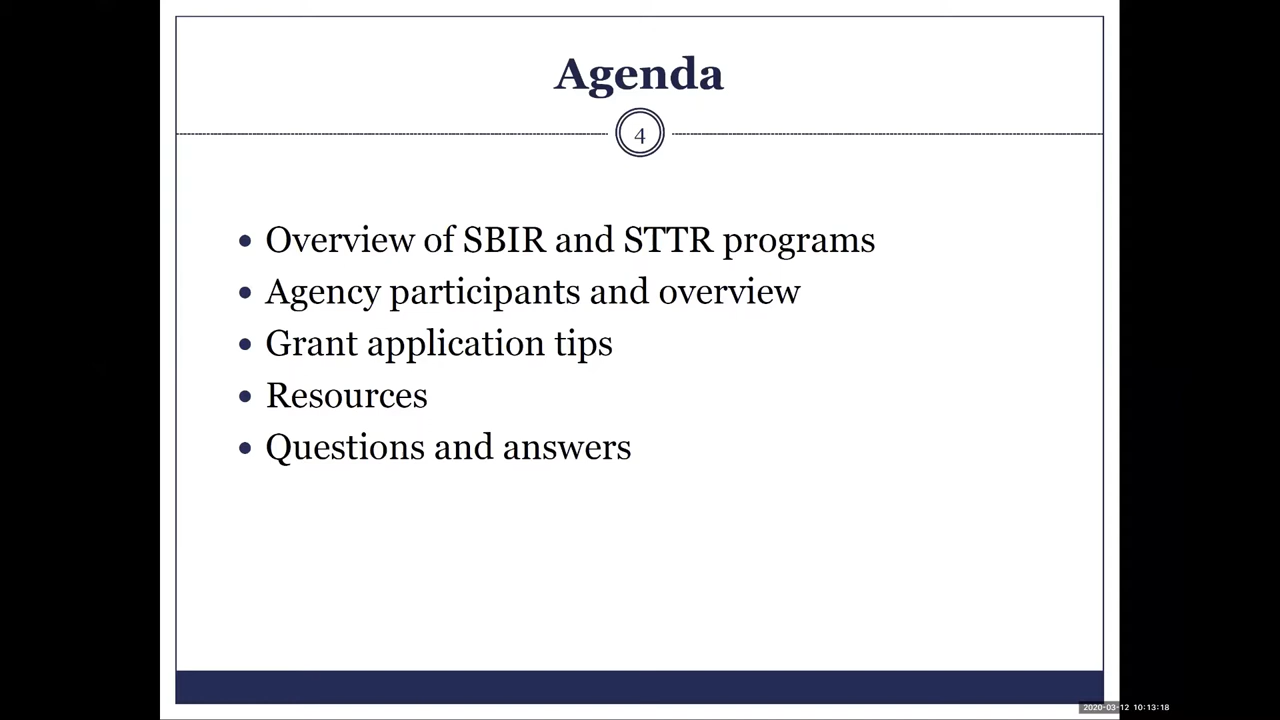 Agenda
4
• Overview of SBIR and STTR programs
• Agency participants and overview
• Grant application tips
• Resources
• Questions and answers
2020-03-12 10:13:18